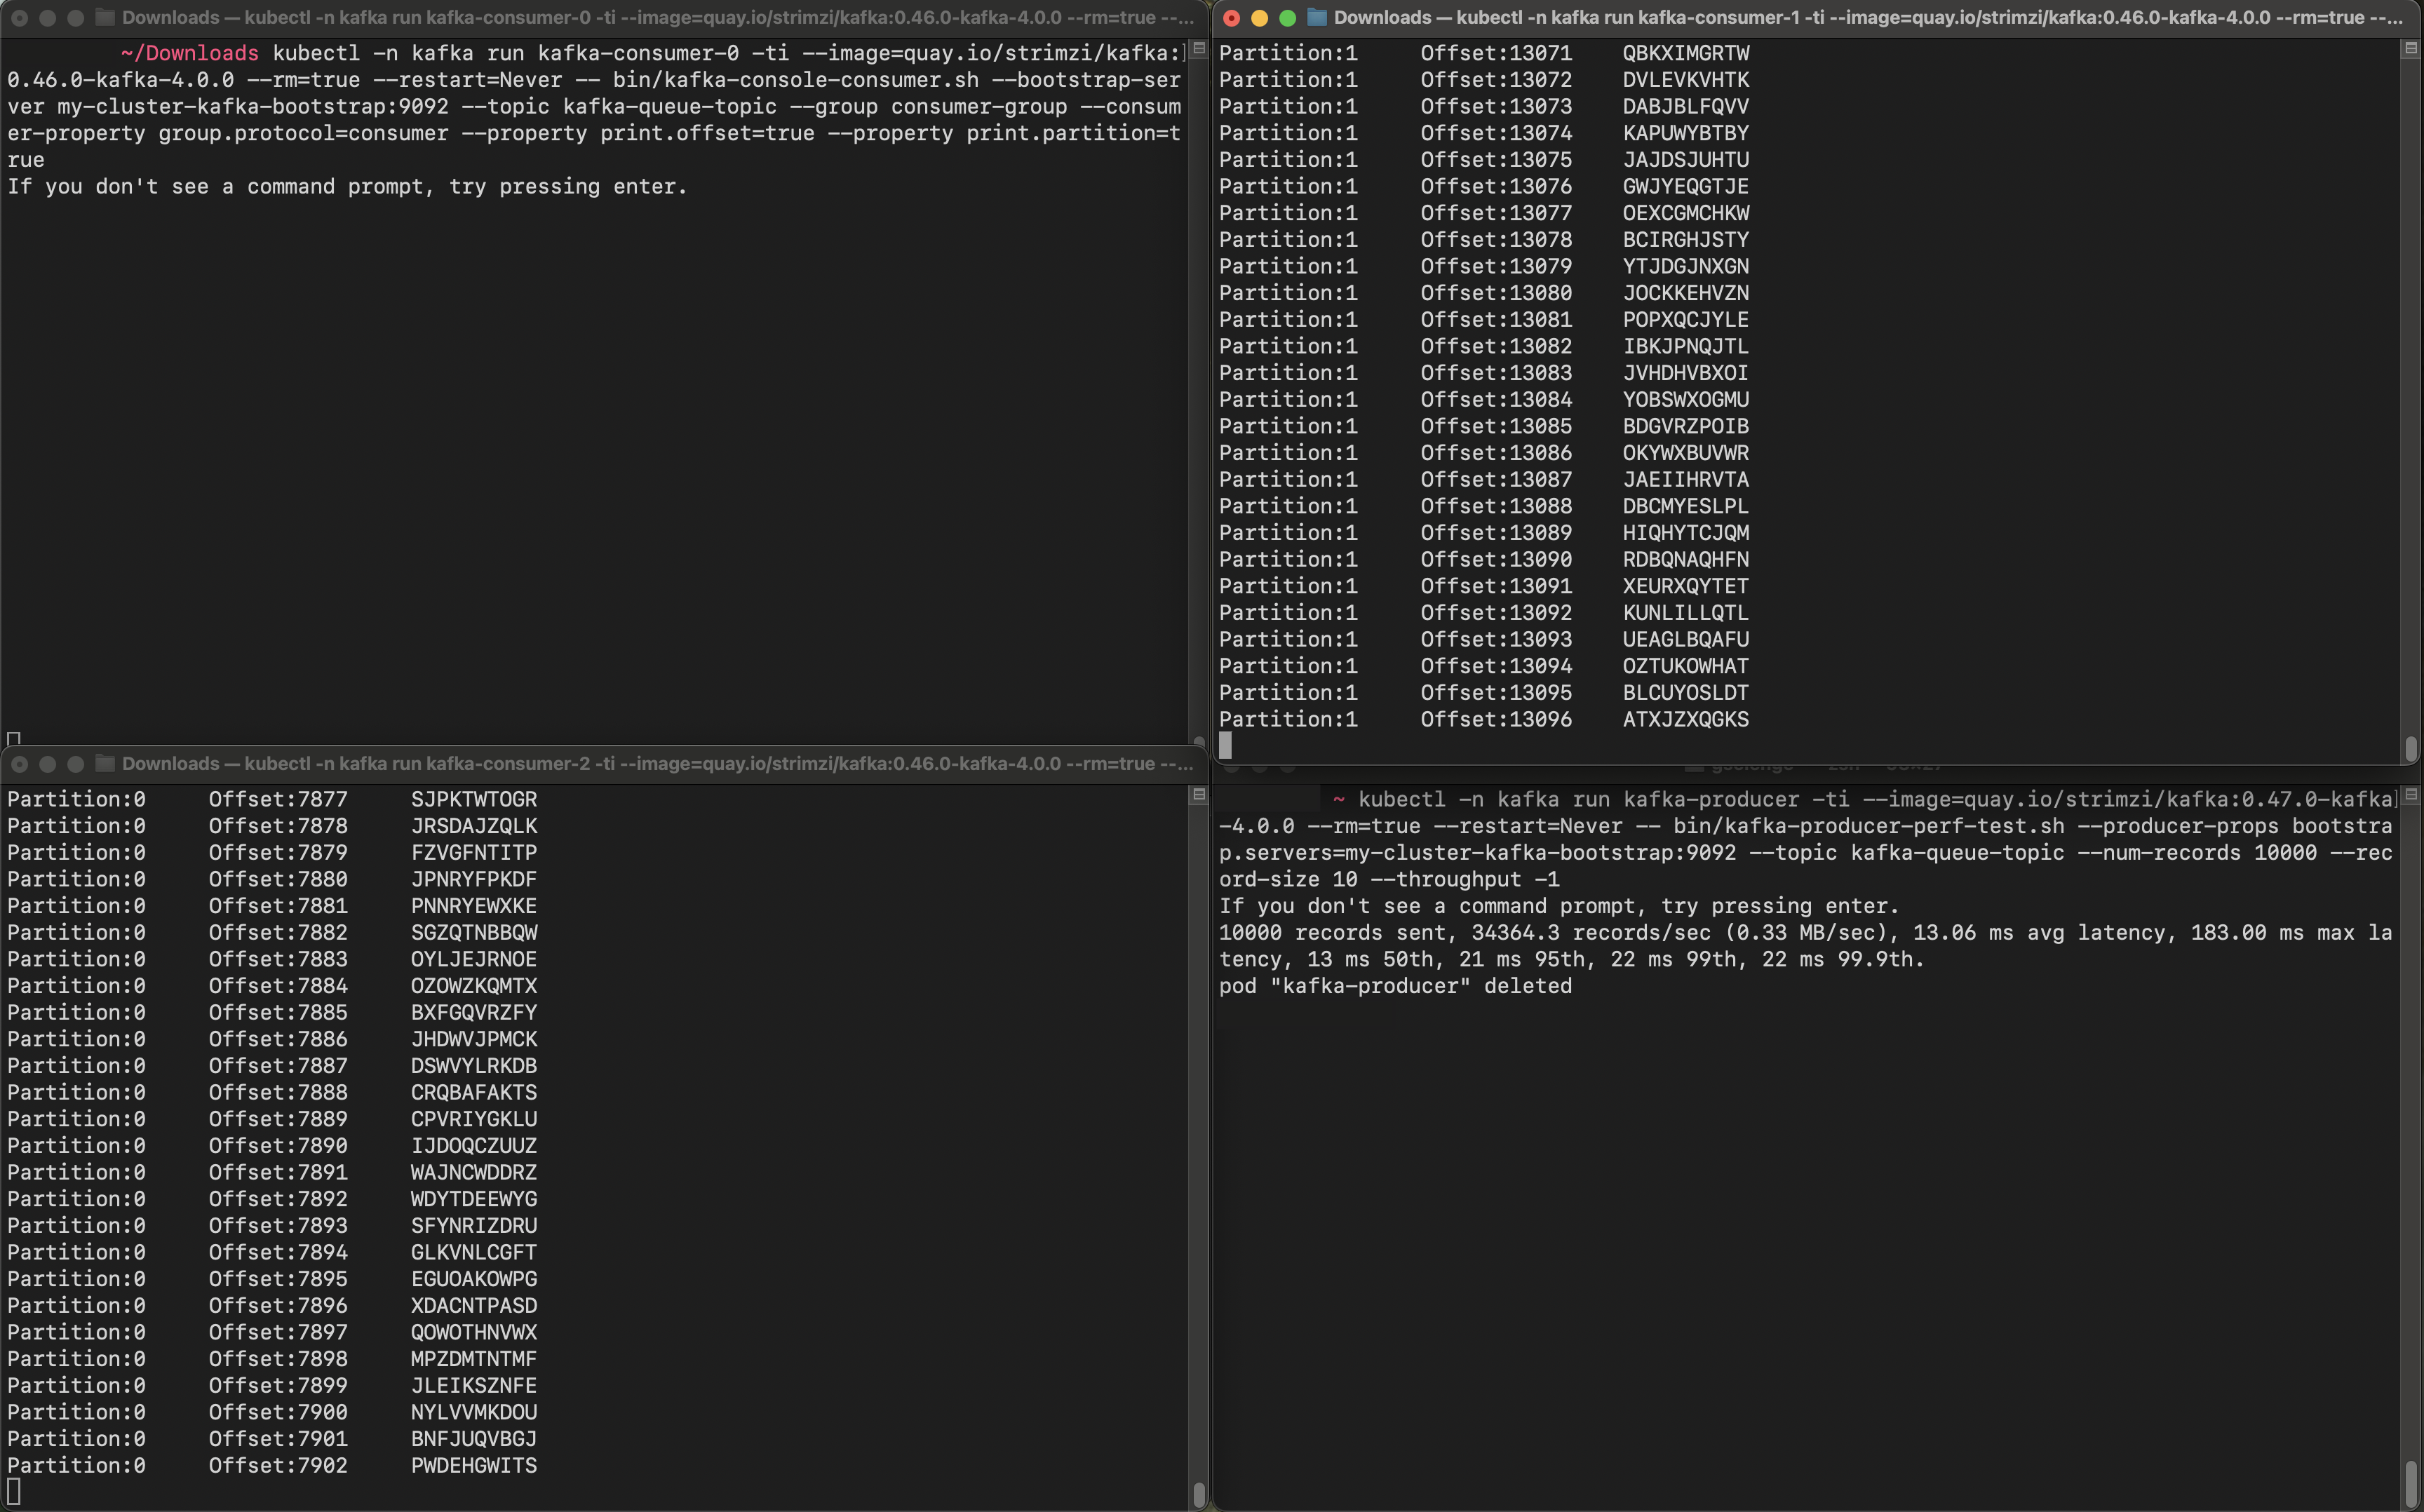 Downloads — kubectl -n kafka run kafka-consumer-0 -ti --image=quay.io/strimzi/kafka:0.46.0-kafka-4.0.0 --rm=true --...
~/Downloads kubectl -n kafka run kafka-consumer-0 -ti --image=quay.io/strimzi/kafka:
0.46.0-kafka-4.0.0 --rm=true --restart=Never -- bin/kafka-console-consumer.sh --bootstrap-ser
ver my-cluster-kafka-bootstrap:9092 --topic kafka-queue-topic --group consumer-group --consum
er-property group.protocol=consumer --property print.offset=true --property print.partition=t
rue
If you don't see a command prompt, try pressing enter.
Downloads — kubectl -n kafka run kafka-consumer-1 -ti --image=quay.io/strimzi/kafka:0.46.0-kafka-4.0.0 --rm=true --...
Partition:1 Offset:13071 QBKXIMGRTW
Partition:1 Offset:13072 DVLEVKVHTK
Partition:1 Offset:13073 DABJBLFQVV
Partition:1 Offset:13074 KAPUWYBTBY
Partition:1 Offset:13075 JAJDSJUHTU
Partition:1 Offset:13076 GWJYEQGTJE
Partition:1 Offset:13077 OEXCGMCHKW
Partition:1 Offset:13078 BCIRGHJSTY
Partition:1 Offset:13079 YTJDGJNXGN
Partition:1 Offset:13080 JOCKKEHVZN
Partition:1 Offset:13081 POPXQCJYLE
Partition:1 Offset:13082 IBKJPNQJTL
Partition:1 Offset:13083 JVHDHVBXOI
Partition:1 Offset:13084 YOBSWXOGMU
Partition:1 Offset:13085 BDGVRZPOIB
Partition:1 Offset:13086 OKYWXBUVWR
Partition:1 Offset:13087 JAEIIHRVTA
Partition:1 Offset:13088 DBCMYESLPL
Partition:1 Offset:13089 HIQHYTCJQM
Partition:1 Offset:13090 RDBQNAQHFN
Partition:1 Offset:13091 XEURXQYTET
Partition:1 Offset:13092 KUNLILLQTL
Partition:1 Offset:13093 UEAGLBQAFU
Partition:1 Offset:13094 OZTUKOWHAT
Partition:1 Offset:13095 BLCUYOSLDT
Partition:1 Offset:13096 ATXJZXQGKS
Downloads — kubectl -n kafka run kafka-consumer-2 -ti --image=quay.io/strimzi/kafka:0.46.0-kafka-4.0.0 --rm=true --...
Partition:0 Offset:7877 SJPKTWTOGR
Partition:0 Offset:7878 JRSDAJZQLK
Partition:0 Offset:7879 FZVGFNTITP
Partition:0 Offset:7880 JPNRYFPKDF
Partition:0 Offset:7881 PNNRYEWXKE
Partition:0 Offset:7882 SGZQTNBBQW
Partition:0 Offset:7883 OYLJEJRNOE
Partition:0 Offset:7884 OZOWZKQMTX
Partition:0 Offset:7885 BXFGQVRZFY
Partition:0 Offset:7886 JHDWVJPMCK
Partition:0 Offset:7887 DSWVYLRKDB
Partition:0 Offset:7888 CRQBAFAKTS
Partition:0 Offset:7889 CPVRIYGKLU
Partition:0 Offset:7890 IJDOQCZUUZ
Partition:0 Offset:7891 WAJNCWDDRZ
Partition:0 Offset:7892 WDYTDEEWYG
Partition:0 Offset:7893 SFYNRIZDRU
Partition:0 Offset:7894 GLKVNLCGFT
Partition:0 Offset:7895 EGUOAKOWPG
Partition:0 Offset:7896 XDACNTPASD
Partition:0 Offset:7897 QOWOTHNVWX
Partition:0 Offset:7898 MPZDMTNTMF
Partition:0 Offset:7899 JLEIKSZNFE
Partition:0 Offset:7900 NYLVVMKDOU
Partition:0 Offset:7901 BNFJUQVBGJ
Partition:0 Offset:7902 PWDEHGWITS
~ kubectl -n kafka run kafka-producer -ti --image=quay.io/strimzi/kafka:0.47.0-kafka
-4.0.0 --rm=true --restart=Never -- bin/kafka-producer-perf-test.sh --producer-props bootstra
p.servers=my-cluster-kafka-bootstrap:9092 --topic kafka-queue-topic --num-records 10000 --rec
ord-size 10 --throughput -1
If you don't see a command prompt, try pressing enter.
10000 records sent, 34364.3 records/sec (0.33 MB/sec), 13.06 ms avg latency, 183.00 ms max la
tency, 13 ms 50th, 21 ms 95th, 22 ms 99th, 22 ms 99.9th.
pod "kafka-producer" deleted